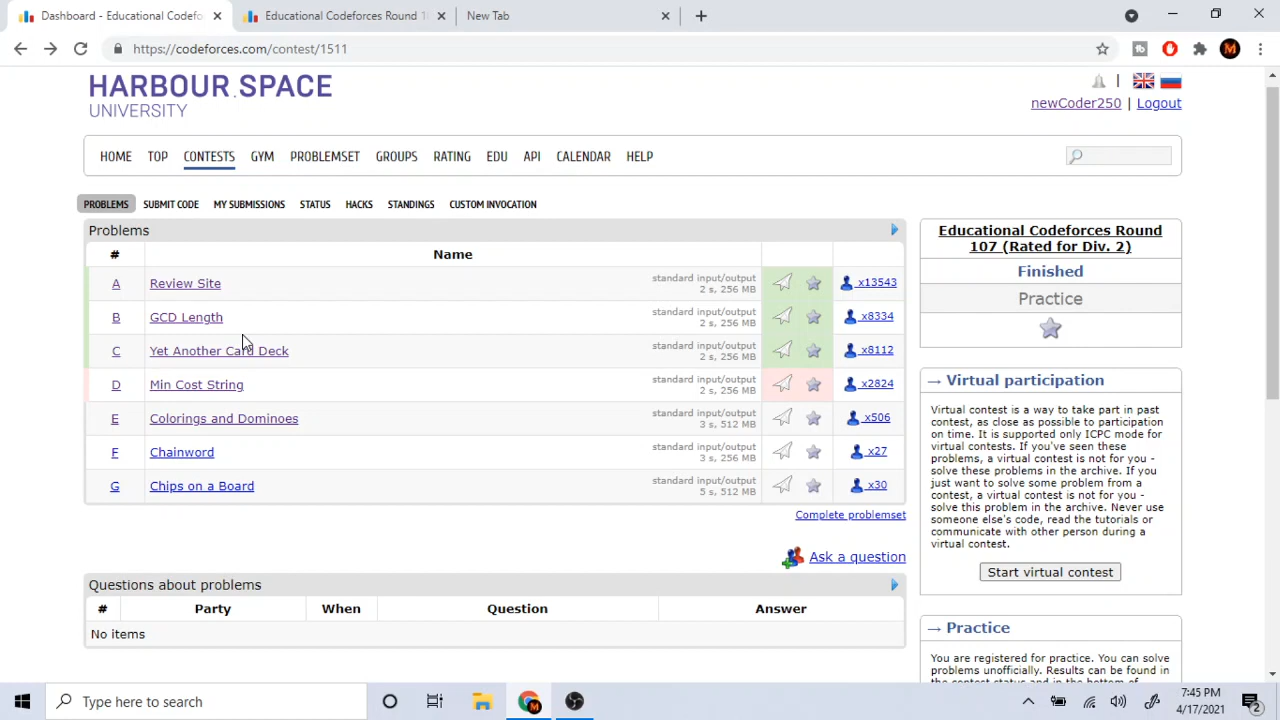 Dashboard - Educational Codefo
Educational Codeforces Round 1
New Tab
https://codeforces.com/contest/1511
HARBOUR.SPACE
UNIVERSITY
newCoder250 | Logout
HOME TOP CONTESTS GYM PROBLEMSET GROUPS RATING EDU API CALENDAR HELP
PROBLEMS SUBMIT CODE MY SUBMISSIONS STATUS HACKS STANDINGS CUSTOM INVOCATION
Problems
# Name
A Review Site standard input/output x13543
2 s, 256 MB
B GCD Length standard input/output x8334
2 s, 256 MB
C Yet Another Card Deck standard input/output x8112
2 s, 256 MB
D Min Cost String standard input/output x2824
2 s, 256 MB
E Colorings and Dominoes standard input/output x506
3 s, 512 MB
F Chainword standard input/output x27
3 s, 256 MB
G Chips on a Board standard input/output x30
5 s, 512 MB
Complete problemset
Ask a question
Questions about problems
# Party When Question Answer
No items
Educational Codeforces Round
107 (Rated for Div. 2)
Finished
Practice
→ Virtual participation
Virtual contest is a way to take part in past
contest, as close as possible to participation
on time. It is supported only ICPC mode for
virtual contests. If you've seen these
problems, a virtual contest is not for you -
solve these problems in the archive. If you
just want to solve some problem from a
contest, a virtual contest is not for you -
solve this problem in the archive. Never use
someone else's code, read the tutorials or
communicate with other person during a
virtual contest.
Start virtual contest
→ Practice
You are registered for practice. You can solve
problems unofficially. Results can be found in
Type here to search
7:45 PM
4/17/2021
2